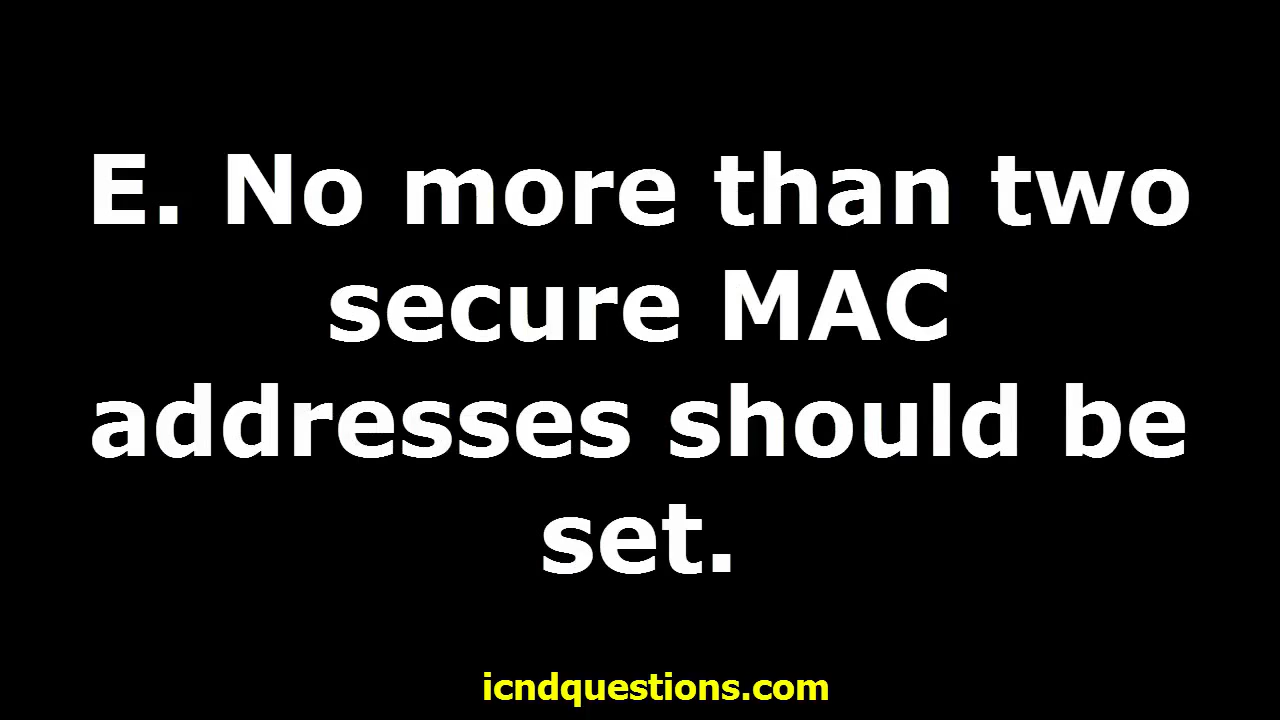 E. No more than two
secure MAC
addresses should be
set.
icndquestions.com